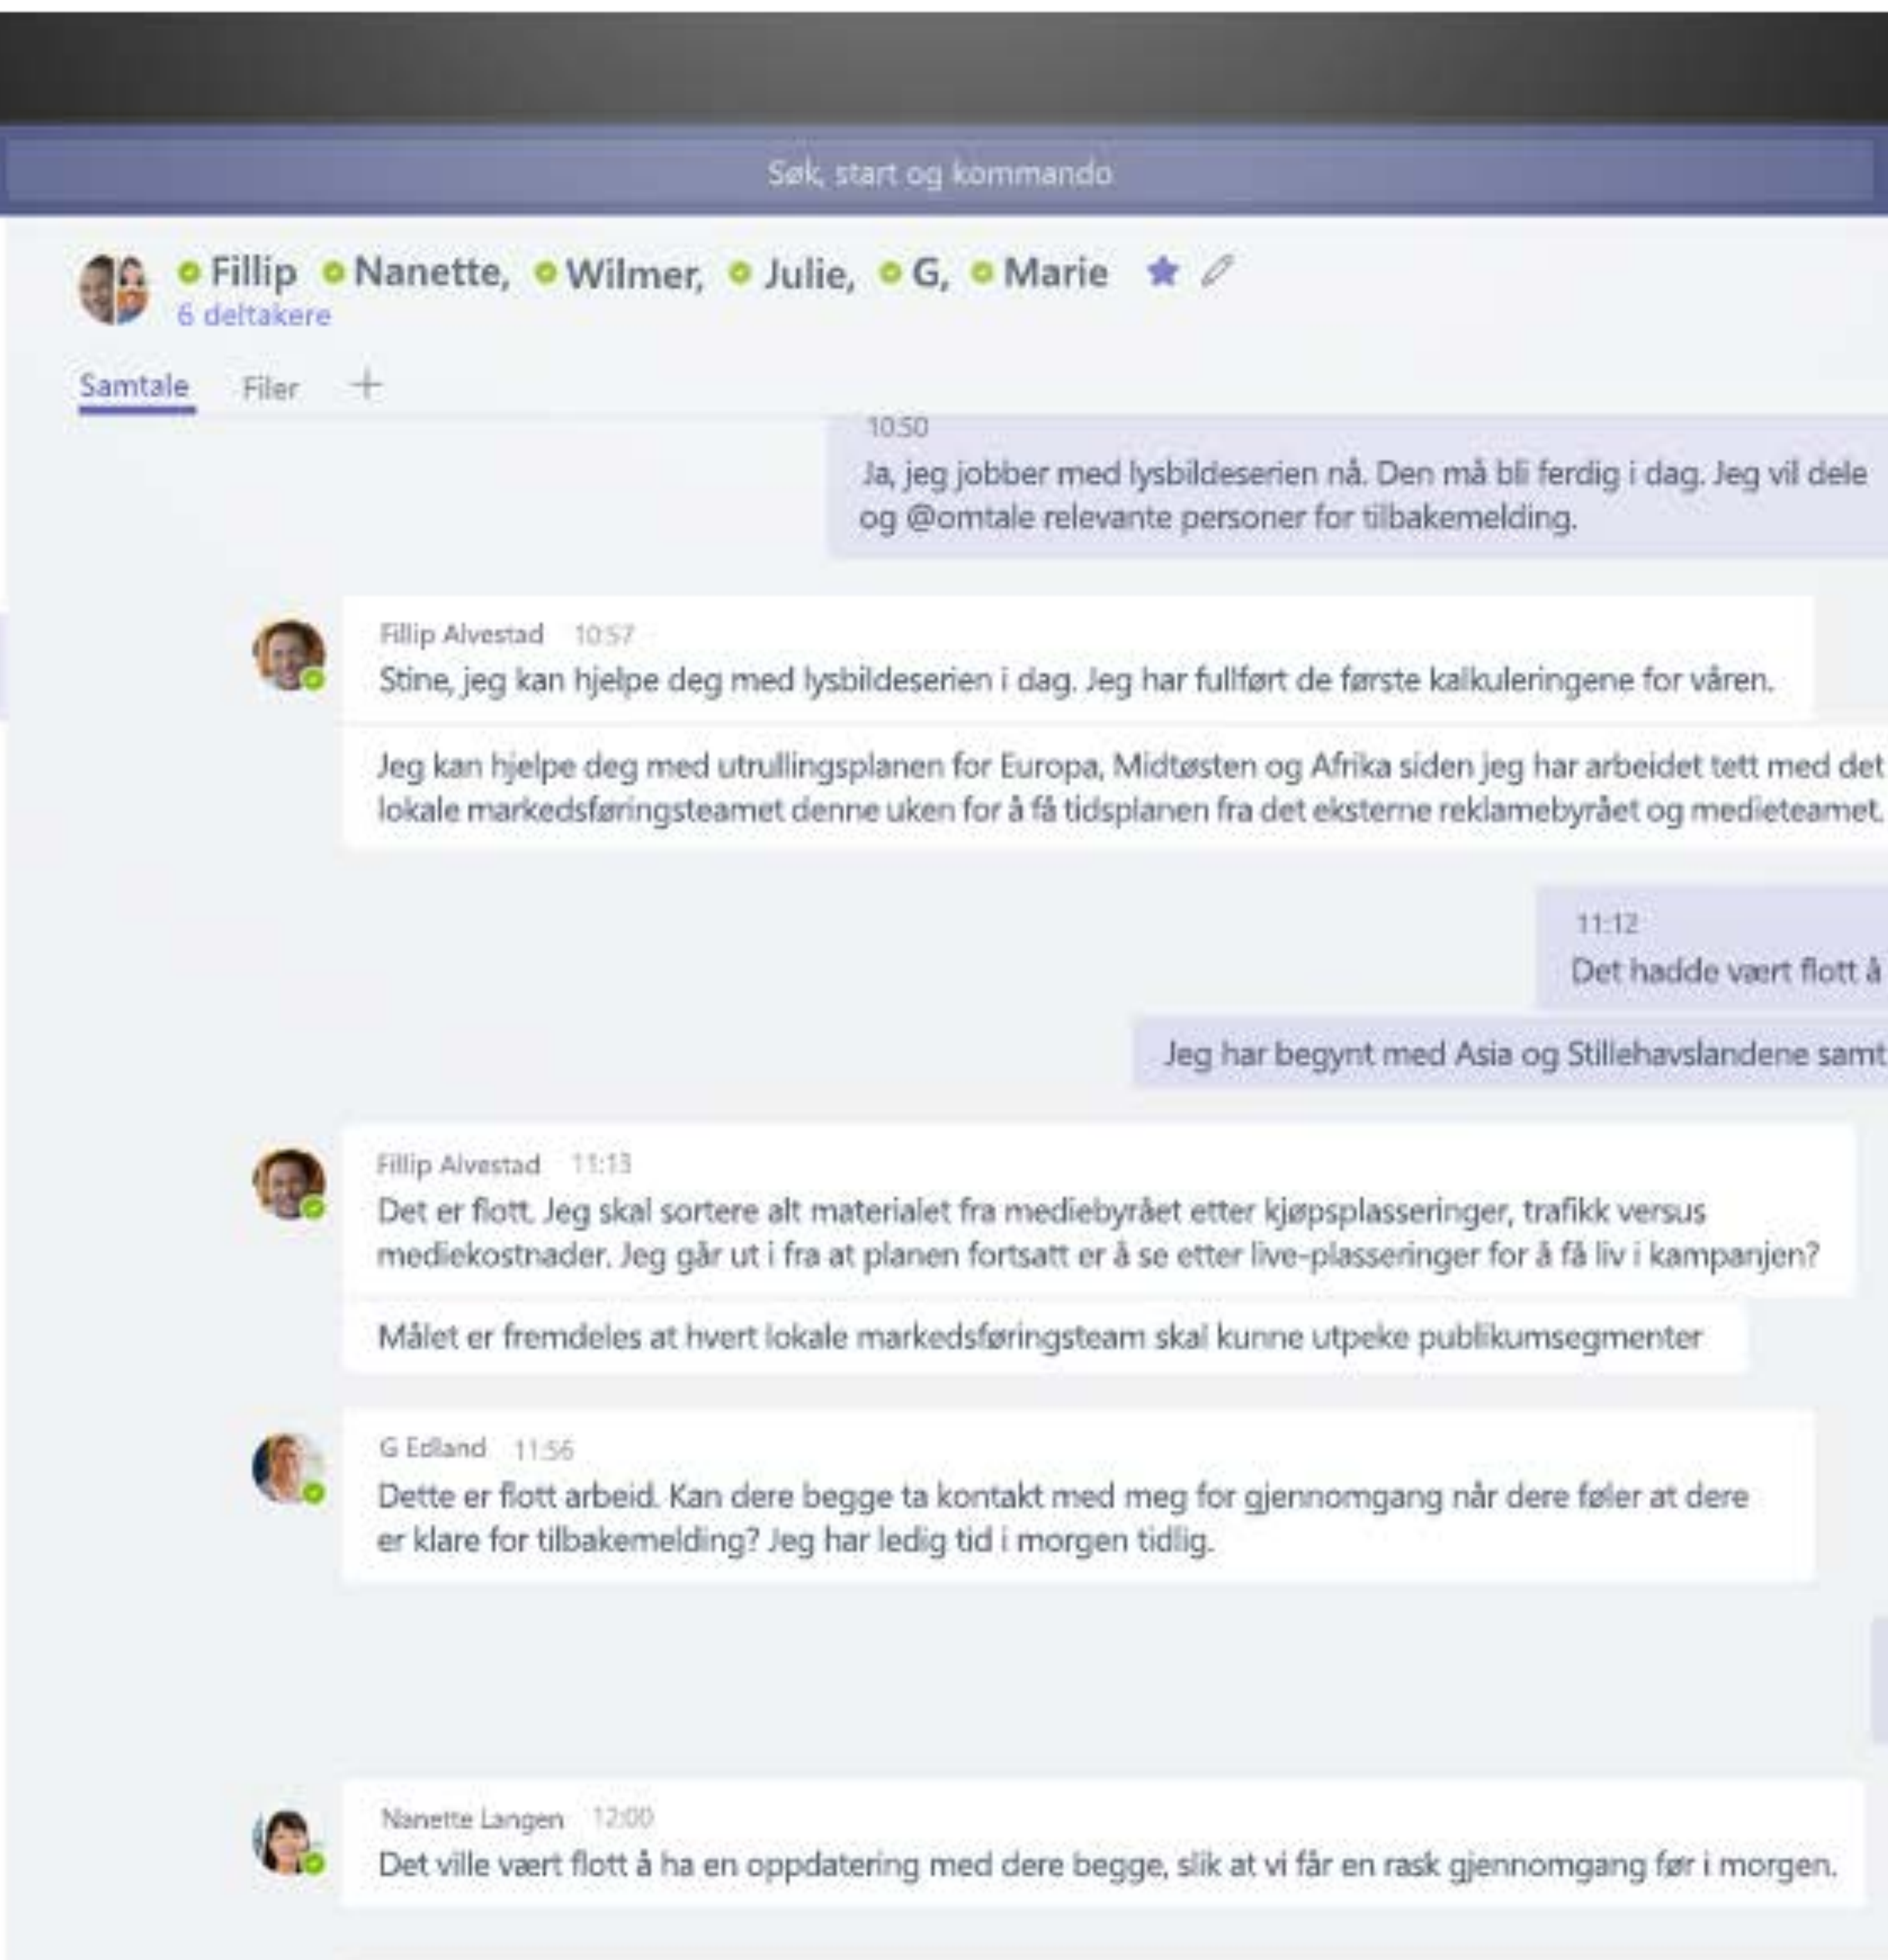 Søk, start og kommando
Fillip Nanette, Wilmer, Julie, G, Marie
6 deltakere
Samtale Filer +
10:50
Ja, jeg jobber med lysbildeserien nå. Den må bli ferdig i dag. Jeg vil dele
og @omtale relevante personer for tilbakemelding.
Fillip Alvestad 10:57
Stine, jeg kan hjelpe deg med lysbildeserien i dag. Jeg har fullført de første kalkuleringene for våren.
Jeg kan hjelpe deg med utrullingsplanen for Europa, Midtøsten og Afrika siden jeg har arbeidet tett med det
lokale markedsføringsteamet denne uken for å få tidsplanen fra det eksterne reklamebyrået og medieteamet.
11:12
Det hadde vært flott å
Jeg har begynt med Asia og Stillehavslandene samt
Fillip Alvestad 11:13
Det er flott. Jeg skal sortere alt materialet fra mediebyrået etter kjøpsplasseringer, trafikk versus
mediekostnader. Jeg går ut i fra at planen fortsatt er å se etter live-plasseringer for å få liv i kampanjen?
Målet er fremdeles at hvert lokale markedsføringsteam skal kunne utpeke publikumsegmenter
G Edland 11:56
Dette er flott arbeid. Kan dere begge ta kontakt med meg for gjennomgang når dere føler at dere
er klare for tilbakemelding? Jeg har ledig tid i morgen tidlig.
Nanette Langen 12:00
Det ville vært flott å ha en oppdatering med dere begge, slik at vi får en rask gjennomgang før i morgen.